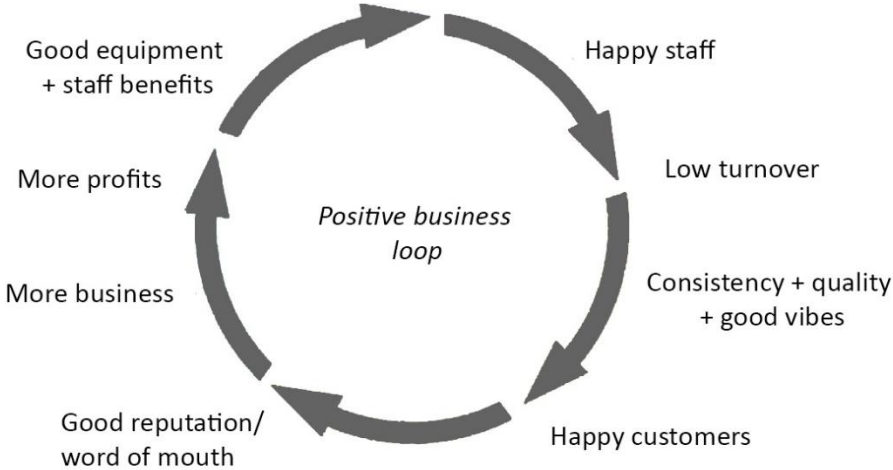 Good equipment
+ staff benefits
Happy staff
Low turnover
Consistency + quality
+ good vibes
Happy customers
Good reputation/
word of mouth
More business
More profits
Positive business
loop